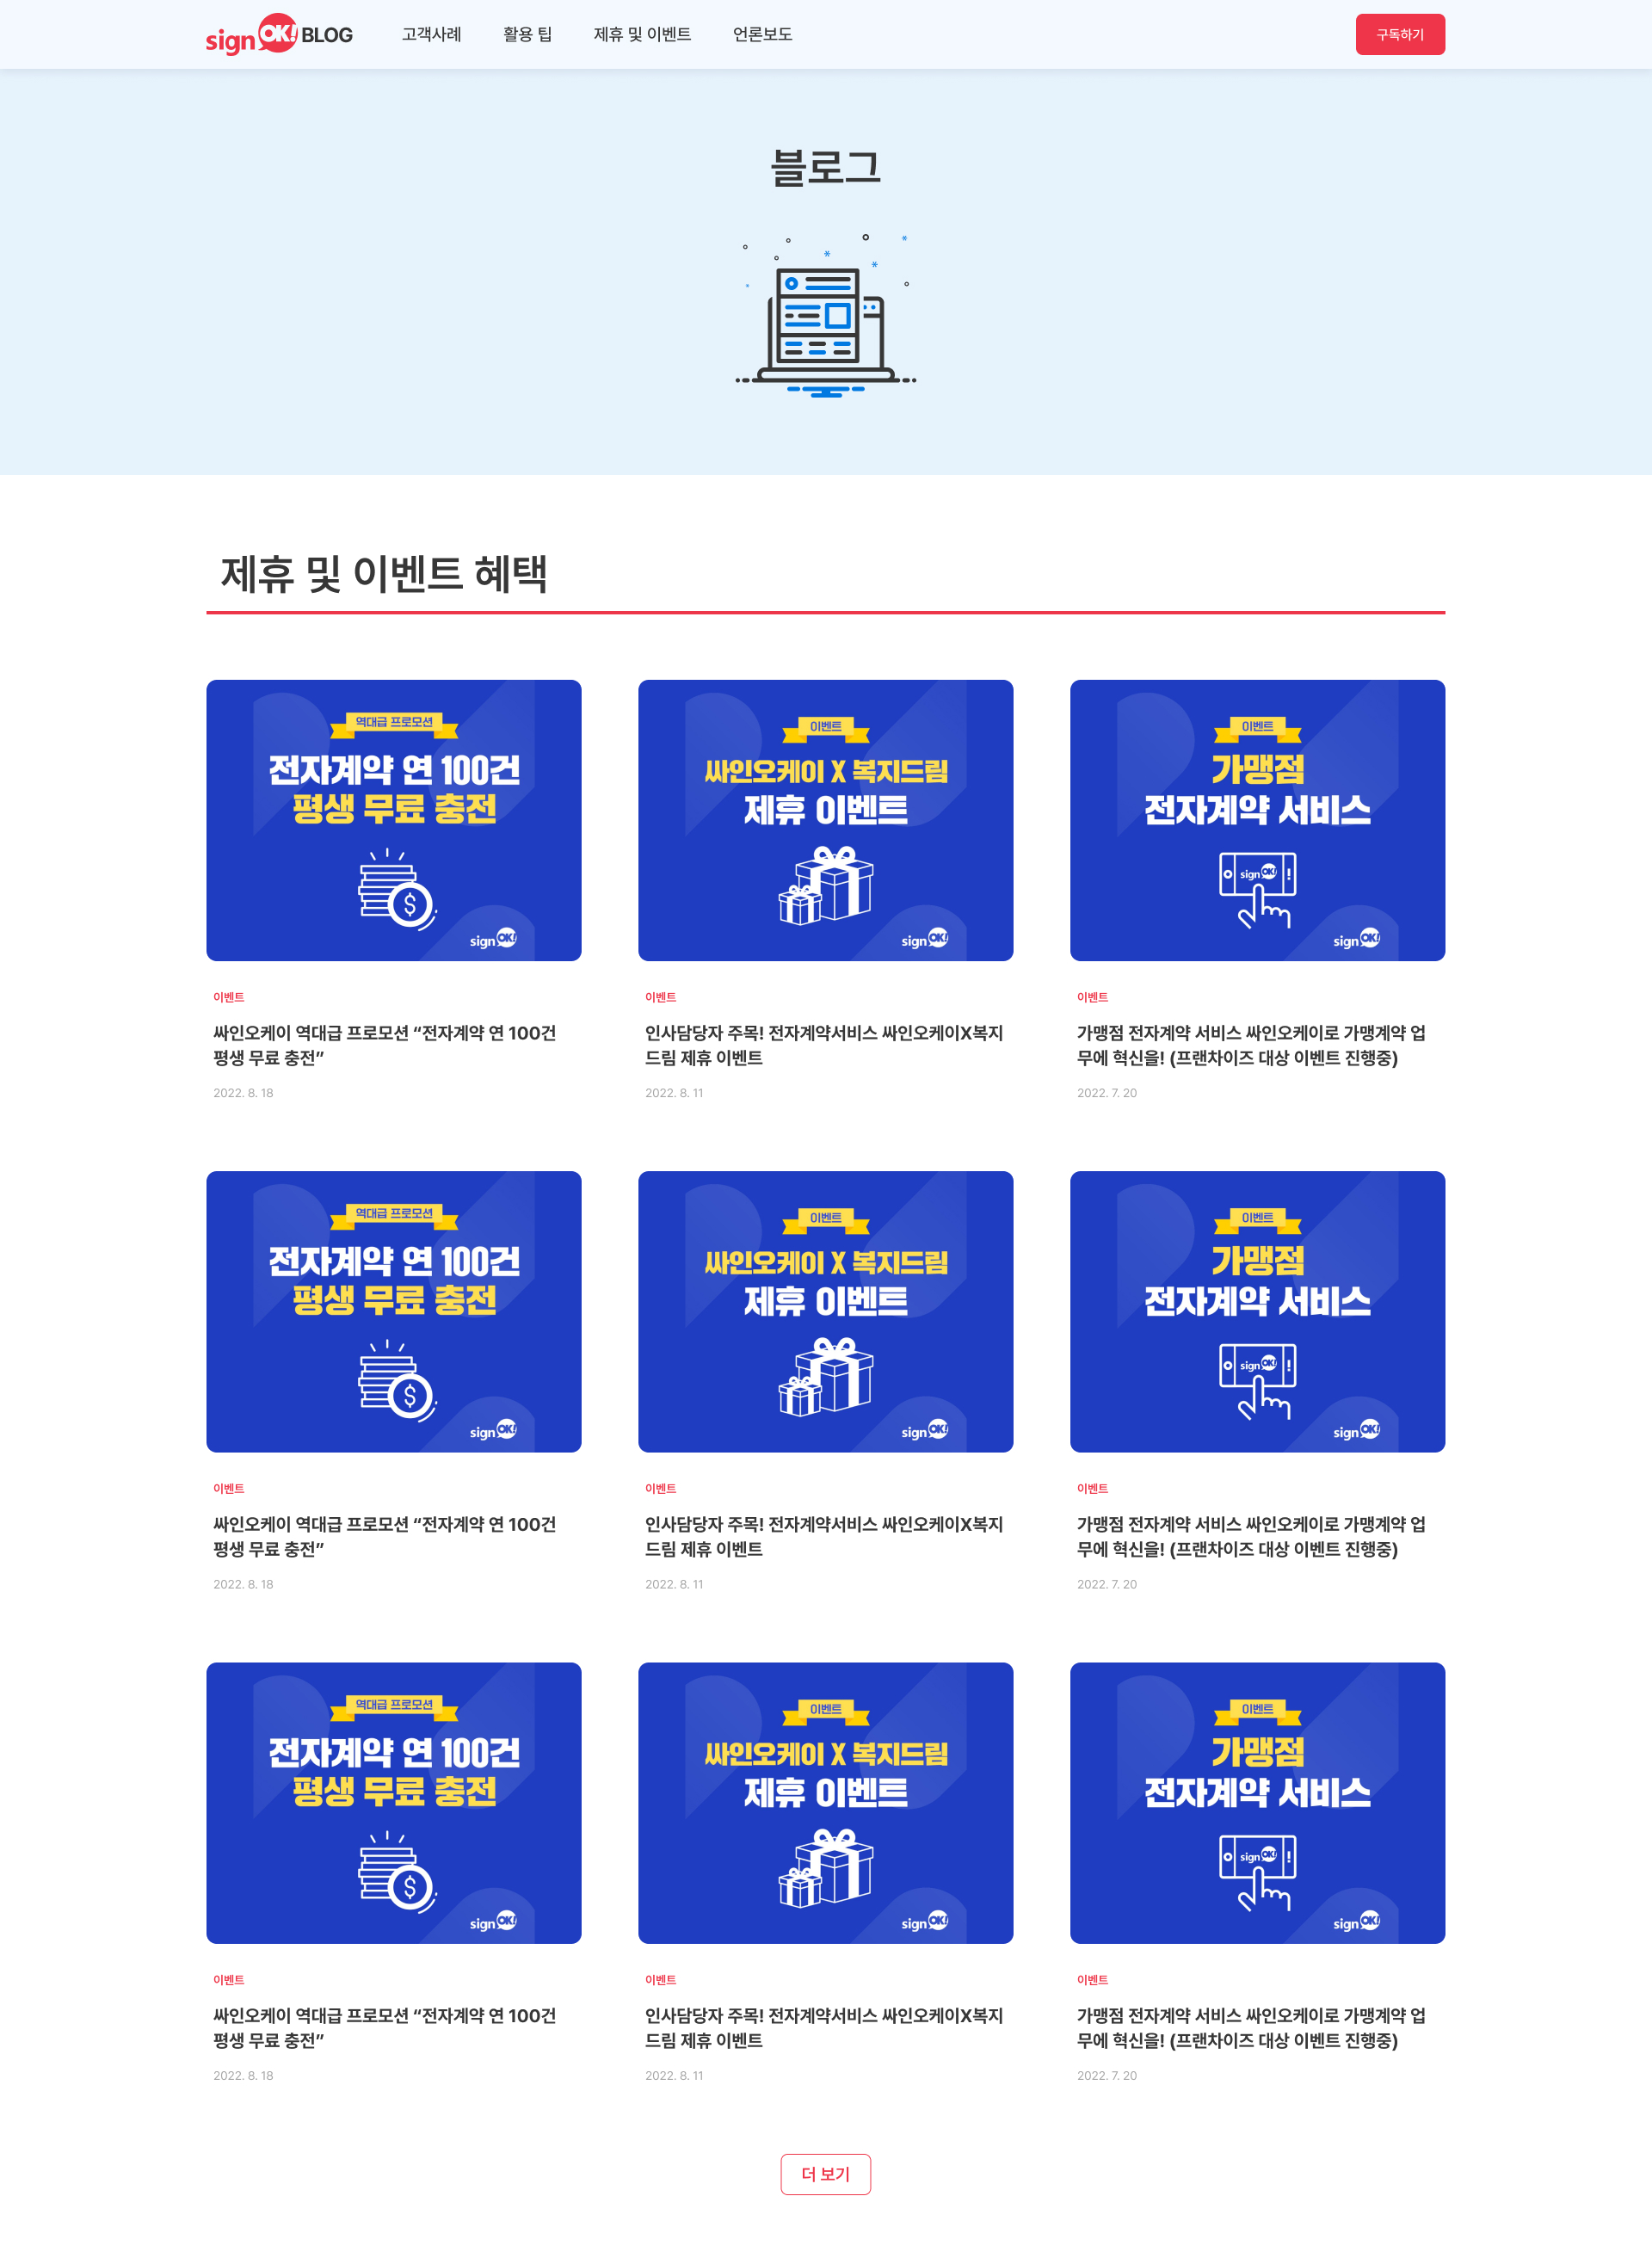 sign OK! BLOG 고객사례 활용 팁 제휴 및 이벤트 언론보도 구독하기
블로그
제휴 및 이벤트 혜택
역대급 프로모션
전자계약 연 100건
평생 무료 충전
sign OK!
이벤트
싸인오케이 X 복지드림
제휴 이벤트
sign OK!
이벤트
가맹점
전자계약 서비스
sign OK!
sign OK!
이벤트
싸인오케이 역대급 프로모션 “전자계약 연 100건
평생 무료 충전”
2022. 8. 18
이벤트
인사담당자 주목! 전자계약서비스 싸인오케이X복지
드림 제휴 이벤트
2022. 8. 11
이벤트
가맹점 전자계약 서비스 싸인오케이로 가맹계약 업
무에 혁신을! (프랜차이즈 대상 이벤트 진행중)
2022. 7. 20
역대급 프로모션
전자계약 연 100건
평생 무료 충전
sign OK!
이벤트
싸인오케이 X 복지드림
제휴 이벤트
sign OK!
이벤트
가맹점
전자계약 서비스
sign OK!
sign OK!
이벤트
싸인오케이 역대급 프로모션 “전자계약 연 100건
평생 무료 충전”
2022. 8. 18
이벤트
인사담당자 주목! 전자계약서비스 싸인오케이X복지
드림 제휴 이벤트
2022. 8. 11
이벤트
가맹점 전자계약 서비스 싸인오케이로 가맹계약 업
무에 혁신을! (프랜차이즈 대상 이벤트 진행중)
2022. 7. 20
역대급 프로모션
전자계약 연 100건
평생 무료 충전
sign OK!
이벤트
싸인오케이 X 복지드림
제휴 이벤트
sign OK!
이벤트
가맹점
전자계약 서비스
sign OK!
sign OK!
이벤트
싸인오케이 역대급 프로모션 “전자계약 연 100건
평생 무료 충전”
2022. 8. 18
이벤트
인사담당자 주목! 전자계약서비스 싸인오케이X복지
드림 제휴 이벤트
2022. 8. 11
이벤트
가맹점 전자계약 서비스 싸인오케이로 가맹계약 업
무에 혁신을! (프랜차이즈 대상 이벤트 진행중)
2022. 7. 20
더 보기